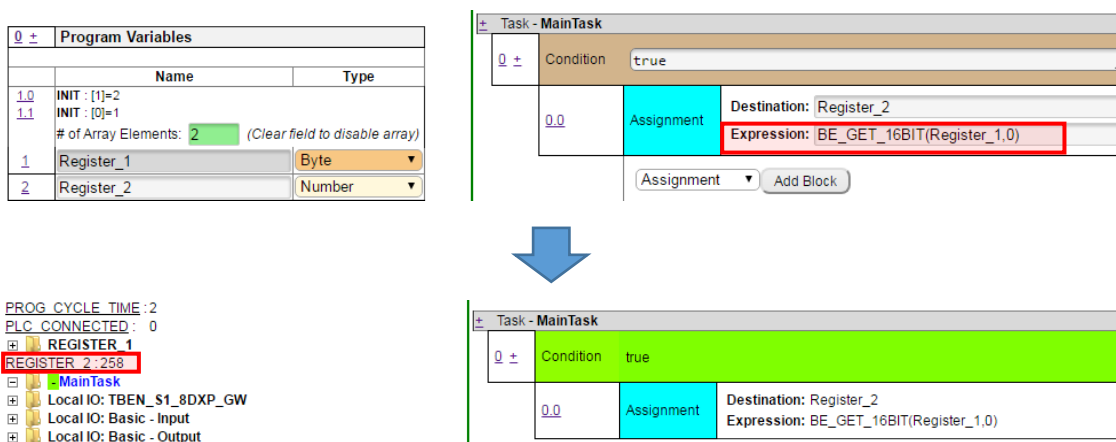 0 + Program Variables
Name Type
1.0 INIT : [1]=2
1.1 INIT : [0]=1
# of Array Elements: 2 (Clear field to disable array)
1 Register_1 Byte
2 Register_2 Number
+ Task - MainTask
0 + Condition true
0.0 Assignment Destination: Register_2
Expression: BE_GET_16BIT(Register_1,0)
Assignment Add Block
PROG_CYCLE_TIME :2
PLC_CONNECTED : 0
REGISTER_1
REGISTER_2 :258
- MainTask
Local IO: TBEN_S1_8DXP_GW
Local IO: Basic - Input
Local IO: Basic - Output
+ Task - MainTask
0 + Condition true
0.0 Assignment Destination: Register_2
Expression: BE_GET_16BIT(Register_1,0)